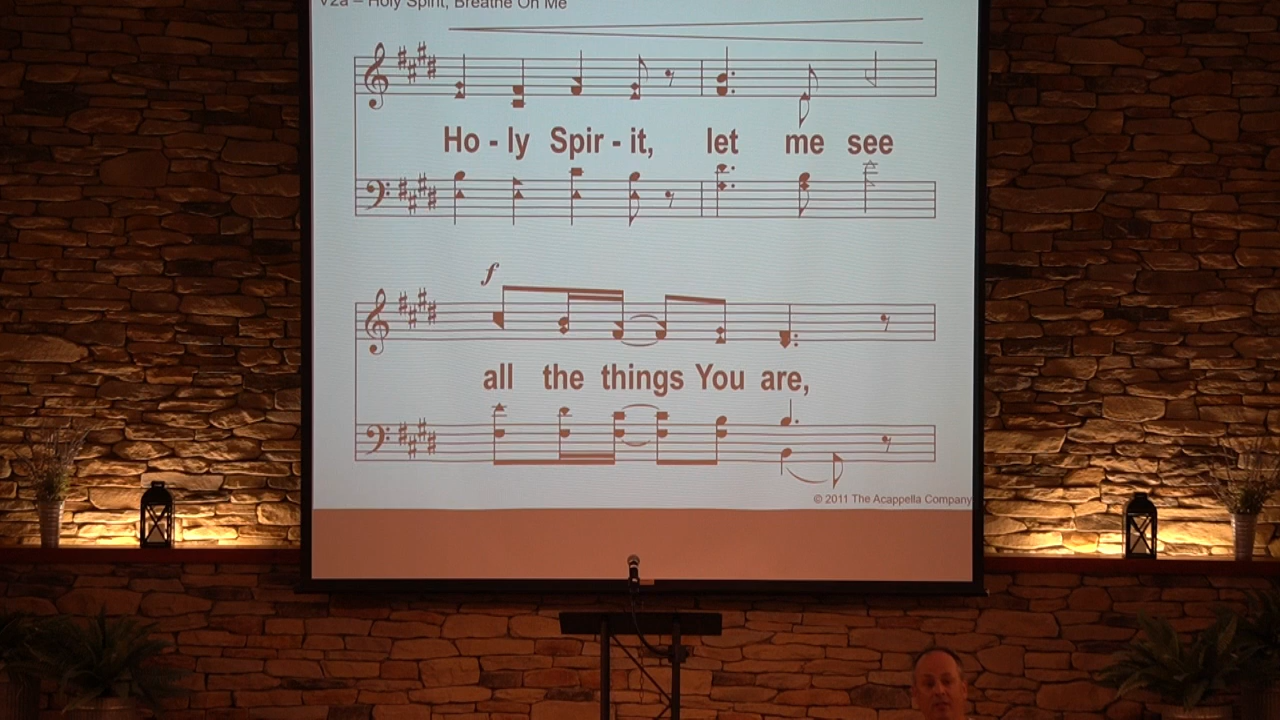 V2a – Holy Spirit, Breathe On Me
Ho - ly Spir - it, let me see
f
all the things You are,
© 2011 The Acappella Company